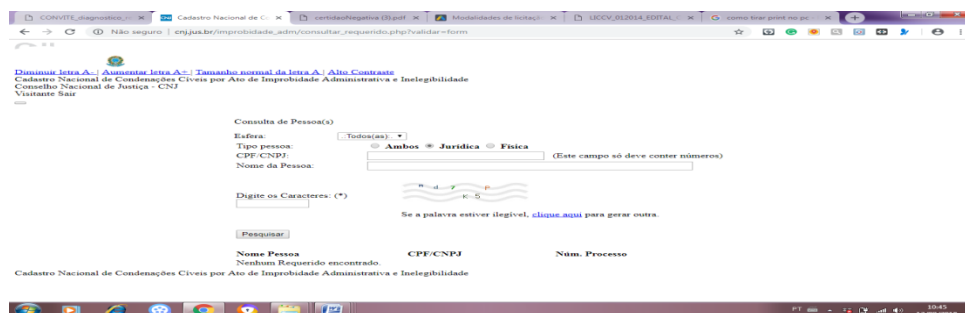 CONVITE_diagnostico_
Cadastro Nacional de C
certidaoNegativa (3).pdf
Modalidades de licitaçã
LICCV_012014_EDITAL_
como tirar print no pc
Não seguro | cnj.jus.br/improbidade_adm/consultar_requerido.php?validar=form
Diminuir letra A- | Aumentar letra A+ | Tamanho normal da letra A | Alto Contraste
Cadastro Nacional de Condenações Cíveis por Ato de Improbidade Administrativa e Inelegibilidade
Conselho Nacional de Justiça - CNJ
Visitante Sair
Consulta de Pessoa(s)
Esfera: .:Todos(as):.
Tipo pessoa: Ambos Jurídica Física
CPF/CNPJ: (Este campo só deve conter números)
Nome da Pessoa:
Digite os Caracteres: (*)
Se a palavra estiver ilegível, clique aqui para gerar outra.
Pesquisar
Nome Pessoa CPF/CNPJ Núm. Processo
Nenhum Requerido encontrado.
Cadastro Nacional de Condenações Cíveis por Ato de Improbidade Administrativa e Inelegibilidade
PT 10:45